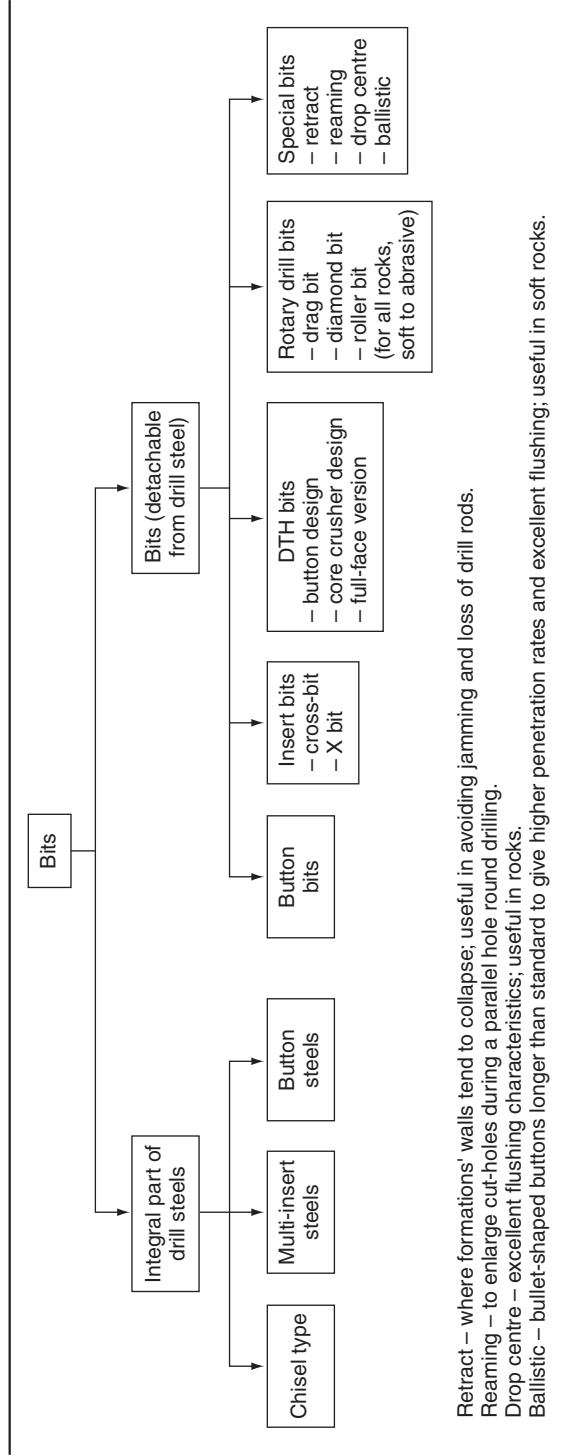 Bits
Integral part of
drill steels
Bits (detachable
from drill steel)
Chisel type
Multi-insert
steels
Button
steels
Button
bits
Insert bits
– cross-bit
– X bit
DTH bits
– button design
– core crusher design
– full-face version
Rotary drill bits
– drag bit
– diamond bit
– roller bit
(for all rocks,
soft to abrasive)
Special bits
– retract
– reaming
– drop centre
– ballistic
Retract – where formations' walls tend to collapse; useful in avoiding jamming and loss of drill rods.
Reaming – to enlarge cut-holes during a parallel hole round drilling.
Drop centre – excellent flushing characteristics; useful in rocks.
Ballistic – bullet-shaped buttons longer than standard to give higher penetration rates and excellent flushing; useful in soft rocks.